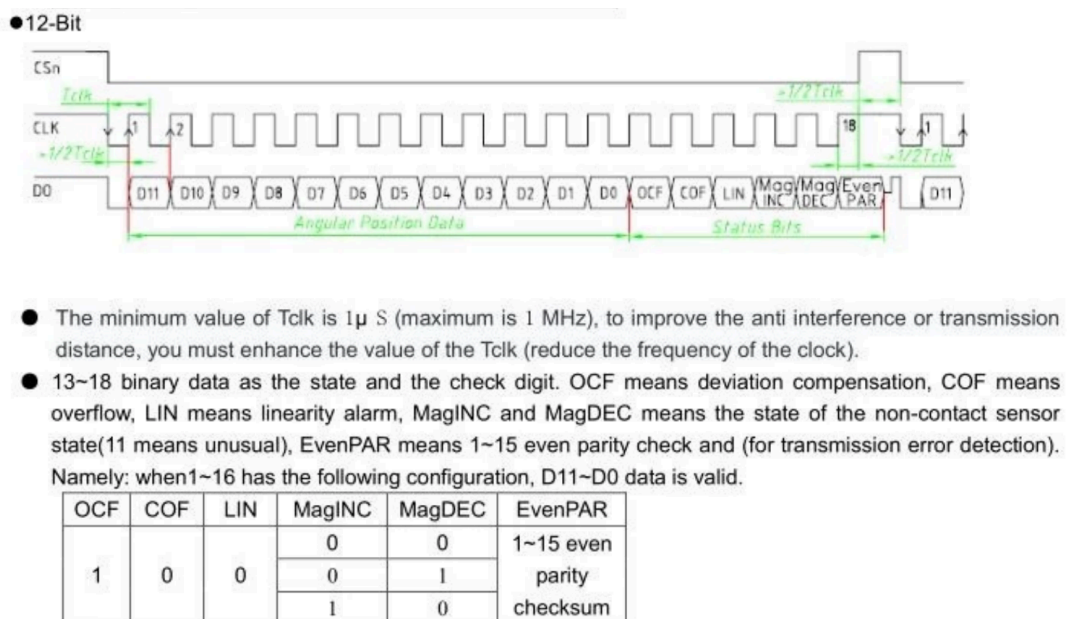 ●12-Bit
CSn
Tclk
>1/2Tclk
CLK 1 2 18 1
>1/2Tclk >1/2Tclk
DO D11 D10 D9 D8 D7 D6 D5 D4 D3 D2 D1 D0 OCF COF LIN Mag INC Mag DEC Even PAR D11
Angular Position Data Status Bits
● The minimum value of Tclk is 1μ S (maximum is 1 MHz), to improve the anti interference or transmission
distance, you must enhance the value of the Tclk (reduce the frequency of the clock).
● 13~18 binary data as the state and the check digit. OCF means deviation compensation, COF means
overflow, LIN means linearity alarm, MagINC and MagDEC means the state of the non-contact sensor
state(11 means unusual), EvenPAR means 1~15 even parity check and (for transmission error detection).
Namely: when1~16 has the following configuration, D11~D0 data is valid.
OCF COF LIN MagINC MagDEC EvenPAR
0 0 1~15 even
1 0 0 0 1 parity
1 0 checksum